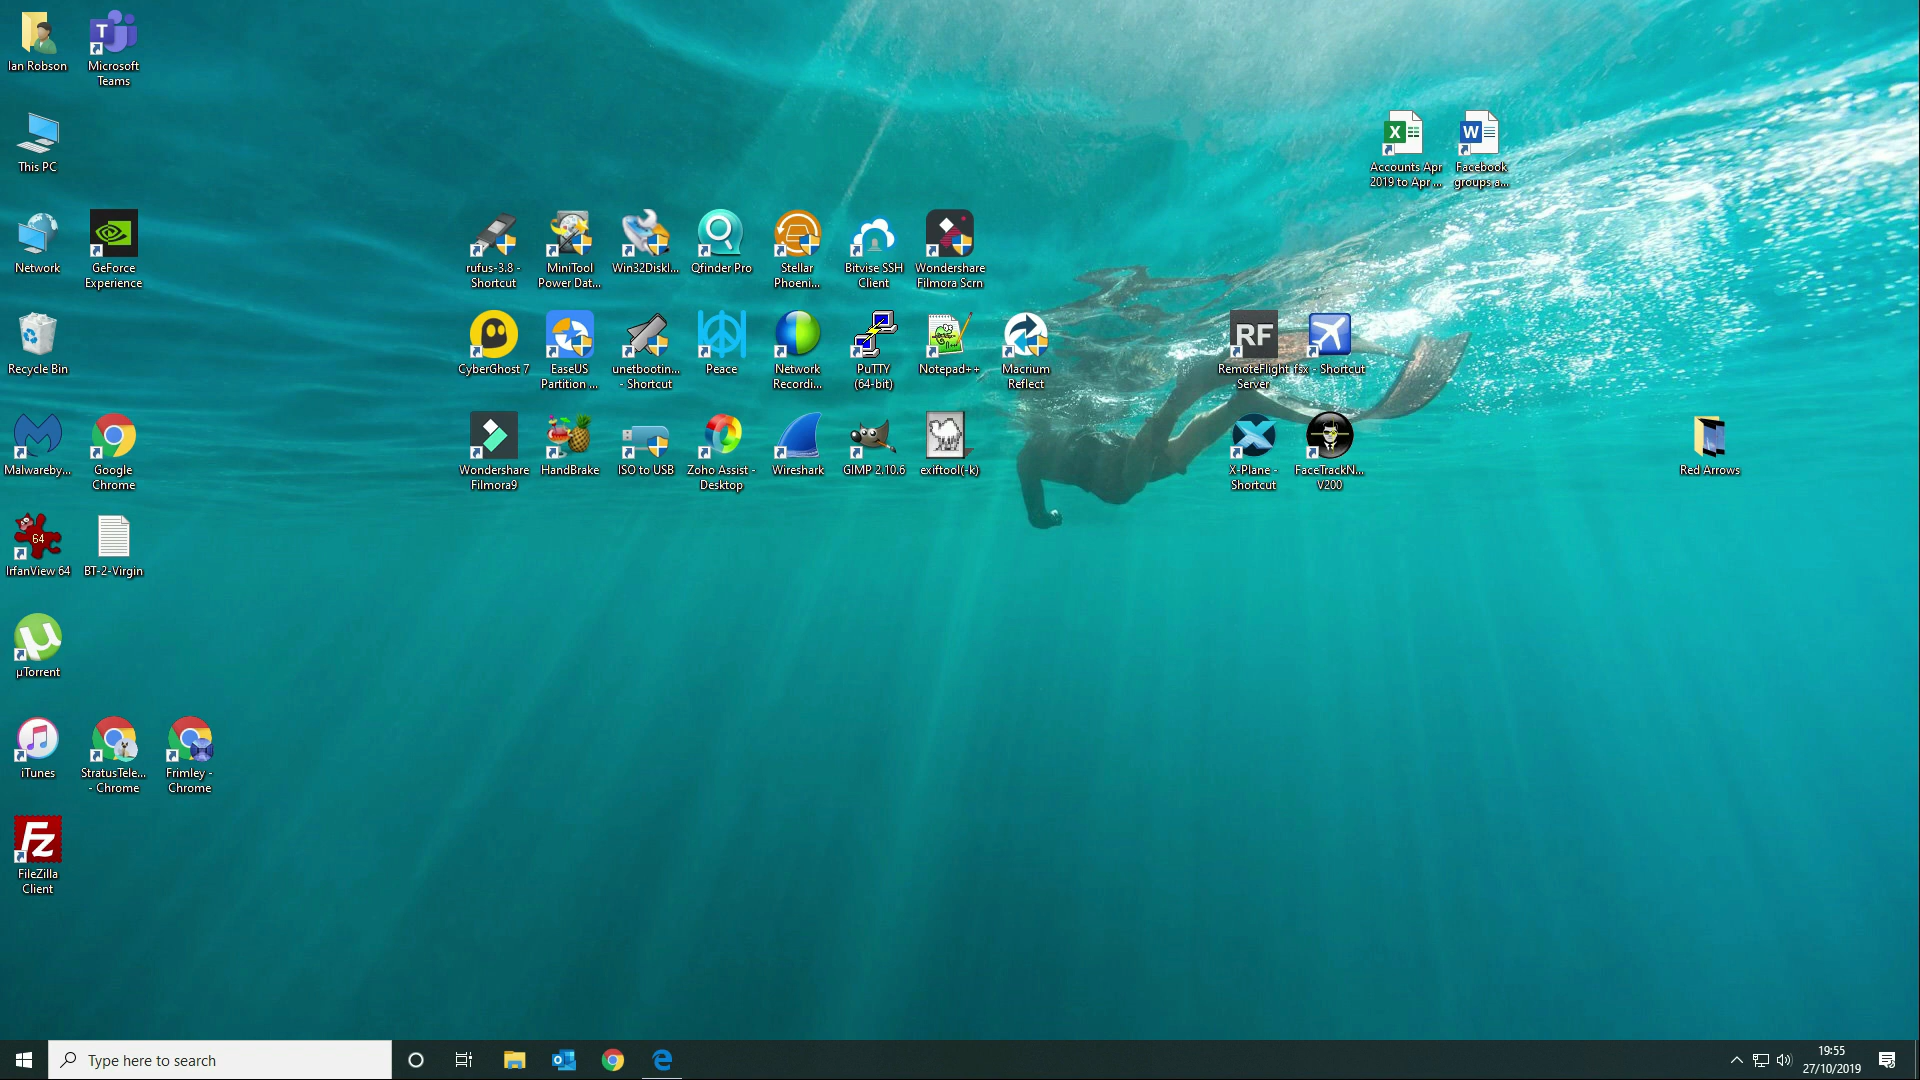 Ian Robson
Microsoft
Teams
This PC
Accounts Apr
2019 to Apr ...
Facebook
groups a...
Network
GeForce
Experience
rufus-3.8 -
Shortcut
MiniTool
Power Dat...
Win32DiskI...
Qfinder Pro
Stellar
Phoeni...
Bitvise SSH
Client
Wondershare
Filmora Scrn
Recycle Bin
CyberGhost 7
EaseUS
Partition ...
unetbootin...
- Shortcut
Peace
Network
Recordi...
PuTTY
(64-bit)
Notepad++
Macrium
Reflect
RF
RemoteFlight
Server
fsx - Shortcut
Malwareby...
Google
Chrome
Wondershare
Filmora9
HandBrake
ISO to USB
Zoho Assist -
Desktop
Wireshark
GIMP 2.10.6
exiftool(-k)
X-Plane -
Shortcut
FaceTrackN...
V200
Red Arrows
64
IrfanView 64
BT-2-Virgin
µTorrent
iTunes
StratusTele...
- Chrome
Frimley -
Chrome
Fz
FileZilla
Client
Type here to search
19:55
27/10/2019